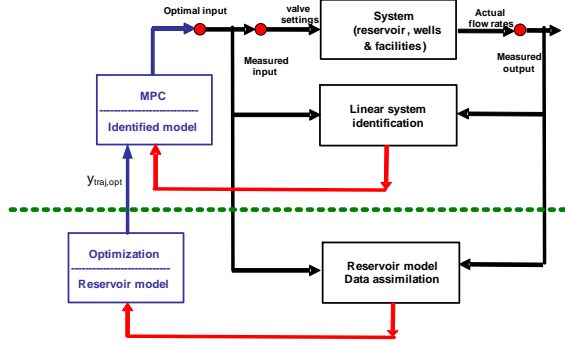 Optimal input
valve
settings
System
(reservoir, wells
& facilities)
Actual
flow rates
Measured
input
Measured
output
MPC
Identified model
Linear system
identification
ytraj,opt
Optimization
Reservoir model
Reservoir model
Data assimilation